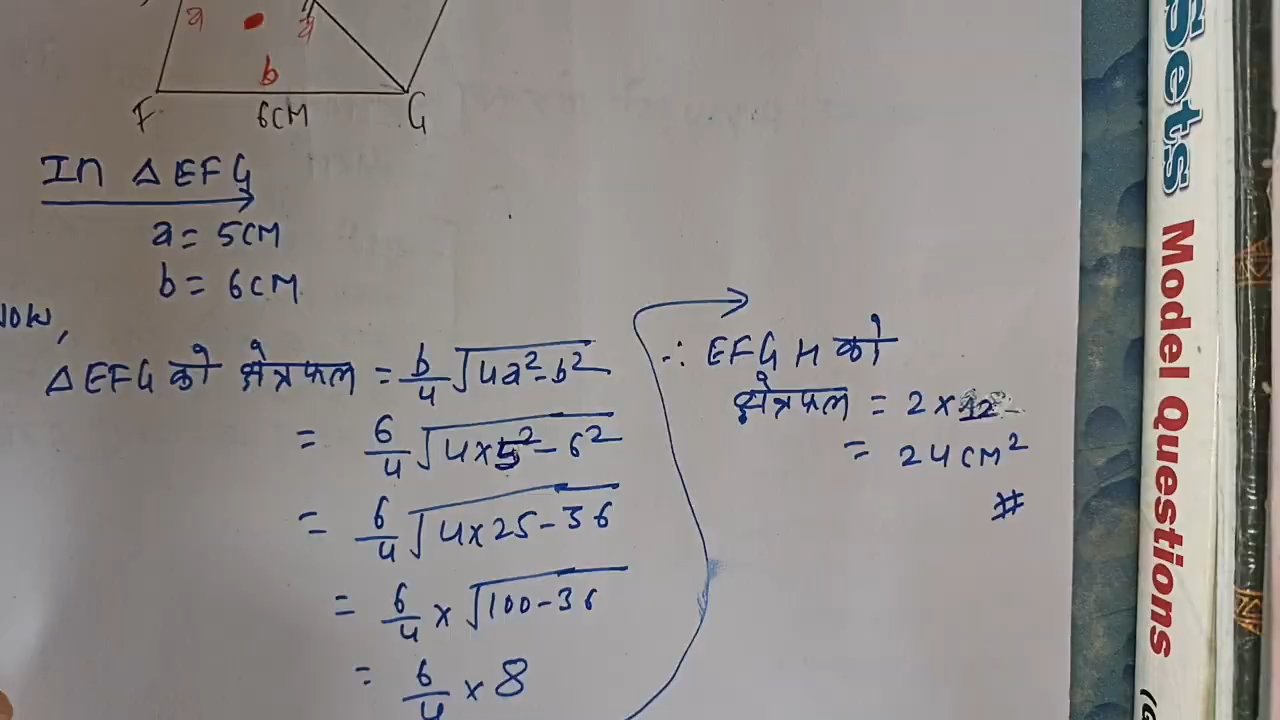 a
a
b
F 6CM G
In Δ EFG
a = 5CM
b = 6CM
Now,
Δ EFG को क्षेत्रफल = b/4 √4a²-b²
= 6/4 √4×5²-6²
= 6/4 √4×25-36
= 6/4 × √100-36
= 6/4 × 8
∴ EFGH को
क्षेत्रफल = 2×12
= 24CM²
#
Sets Model Questions